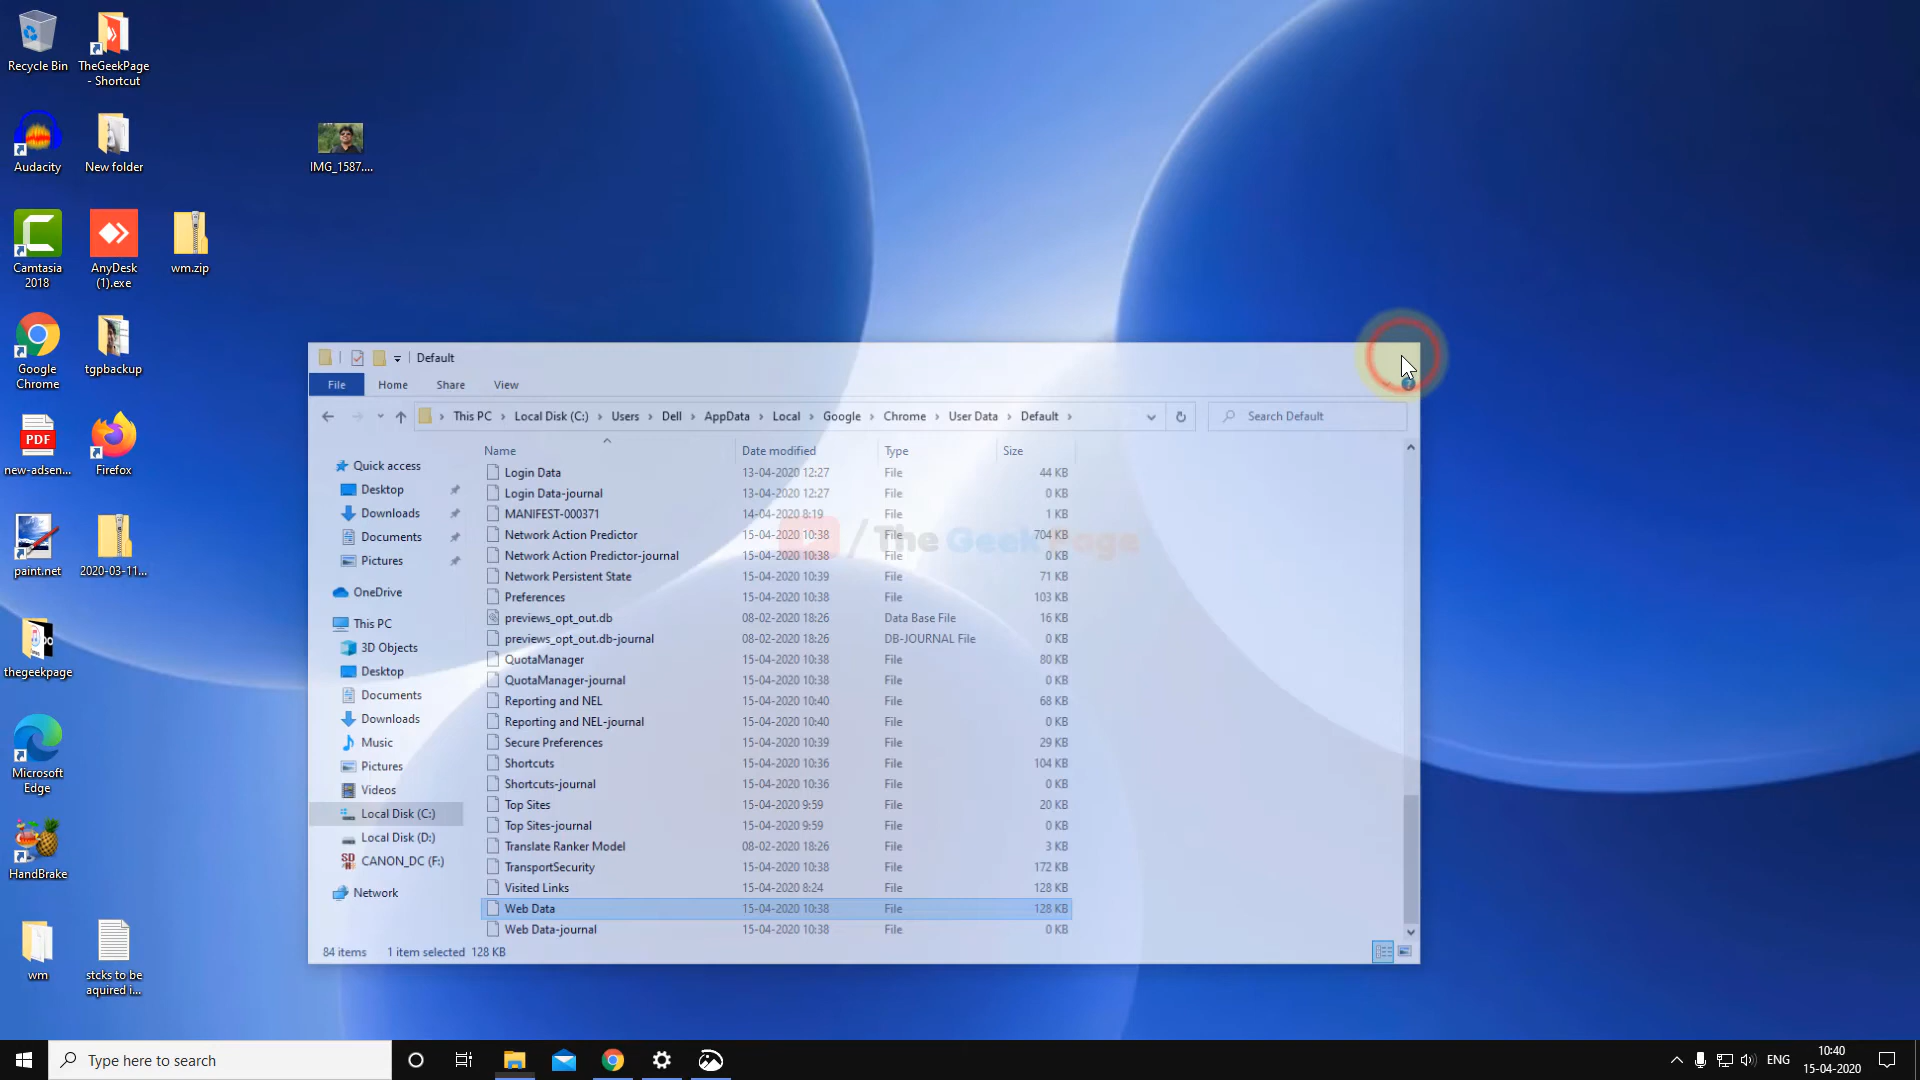 Recycle Bin
TheGeekPage
- Shortcut
Audacity
New folder
IMG_1587....
Camtasia
2018
AnyDesk
(1).exe
wm.zip
Google
Chrome
tgpbackup
PDF
new-adsen...
Firefox
paint.net
2020-03-11...
thegeekpage
Microsoft
Edge
HandBrake
wm
stcks to be
aquired i...
Default
File Home Share View
This PC › Local Disk (C:) › Users › Dell › AppData › Local › Google › Chrome › User Data › Default ›
Search Default
Quick access
Desktop
Downloads
Documents
Pictures
OneDrive
This PC
3D Objects
Desktop
Documents
Downloads
Music
Pictures
Videos
Local Disk (C:)
Local Disk (D:)
CANON_DC (F:)
Network
Name Date modified Type Size
Login Data 13-04-2020 12:27 File 44 KB
Login Data-journal 13-04-2020 12:27 File 0 KB
MANIFEST-000371 14-04-2020 8:19 File 1 KB
Network Action Predictor 15-04-2020 10:38 File 704 KB
Network Action Predictor-journal 15-04-2020 10:38 File 0 KB
Network Persistent State 15-04-2020 10:39 File 71 KB
Preferences 15-04-2020 10:38 File 103 KB
previews_opt_out.db 08-02-2020 18:26 Data Base File 16 KB
previews_opt_out.db-journal 08-02-2020 18:26 DB-JOURNAL File 0 KB
QuotaManager 15-04-2020 10:38 File 80 KB
QuotaManager-journal 15-04-2020 10:38 File 0 KB
Reporting and NEL 15-04-2020 10:40 File 68 KB
Reporting and NEL-journal 15-04-2020 10:40 File 0 KB
Secure Preferences 15-04-2020 10:39 File 29 KB
Shortcuts 15-04-2020 10:36 File 104 KB
Shortcuts-journal 15-04-2020 10:36 File 0 KB
Top Sites 15-04-2020 9:59 File 20 KB
Top Sites-journal 15-04-2020 9:59 File 0 KB
Translate Ranker Model 08-02-2020 18:26 File 3 KB
TransportSecurity 15-04-2020 10:38 File 172 KB
Visited Links 15-04-2020 8:24 File 128 KB
Web Data 15-04-2020 10:38 File 128 KB
Web Data-journal 15-04-2020 10:38 File 0 KB
/ The Geek Page
84 items 1 item selected 128 KB
Type here to search
ENG
10:40
15-04-2020